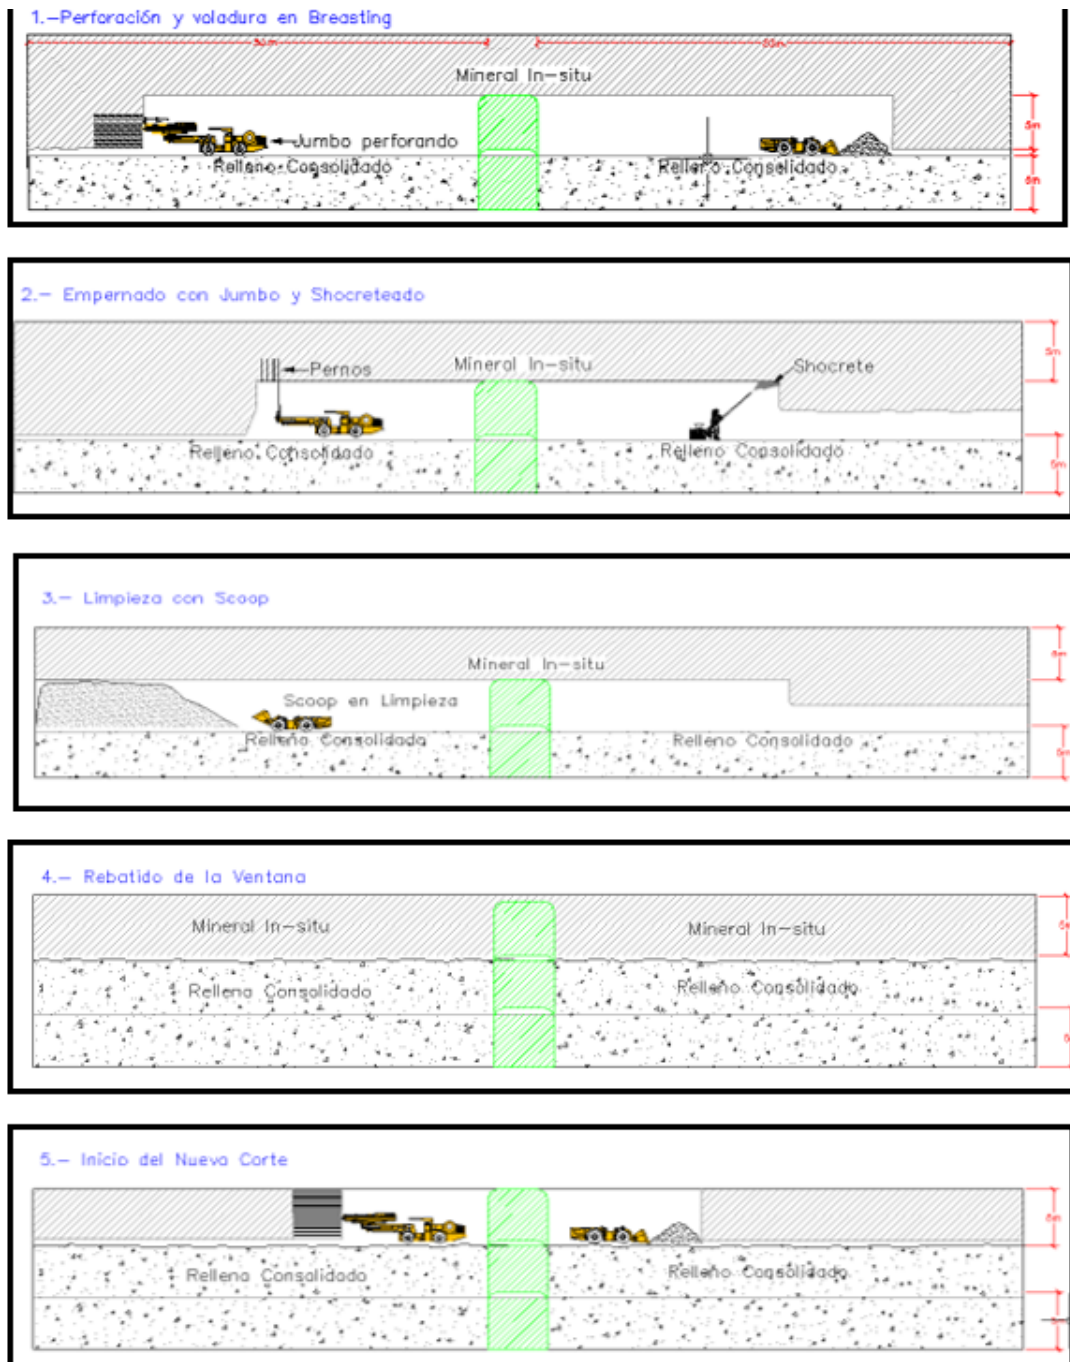 1.-Perforación y voladura en Breasting
Mineral In-situ
Jumbo perforando
Relleno Consolidado
Relleno Consolidado
5m
2.- Empernado con Jumbo y Shocreteado
Mineral In-situ
Pernos
Shocrete
5m
Relleno Consolidado
Relleno Consolidado
5m
3.- Limpieza con Scoop
Mineral In-situ
Scoop en Limpieza
Relleno Consolidado
Relleno Consolidado
4.- Rebatido de la Ventana
Mineral In-situ
Mineral In-situ
Rellena Consolidado
Relleno Consolidado
5.- Inicio del Nueva Corte
Relleno Consolidado
Relleno Consolidado